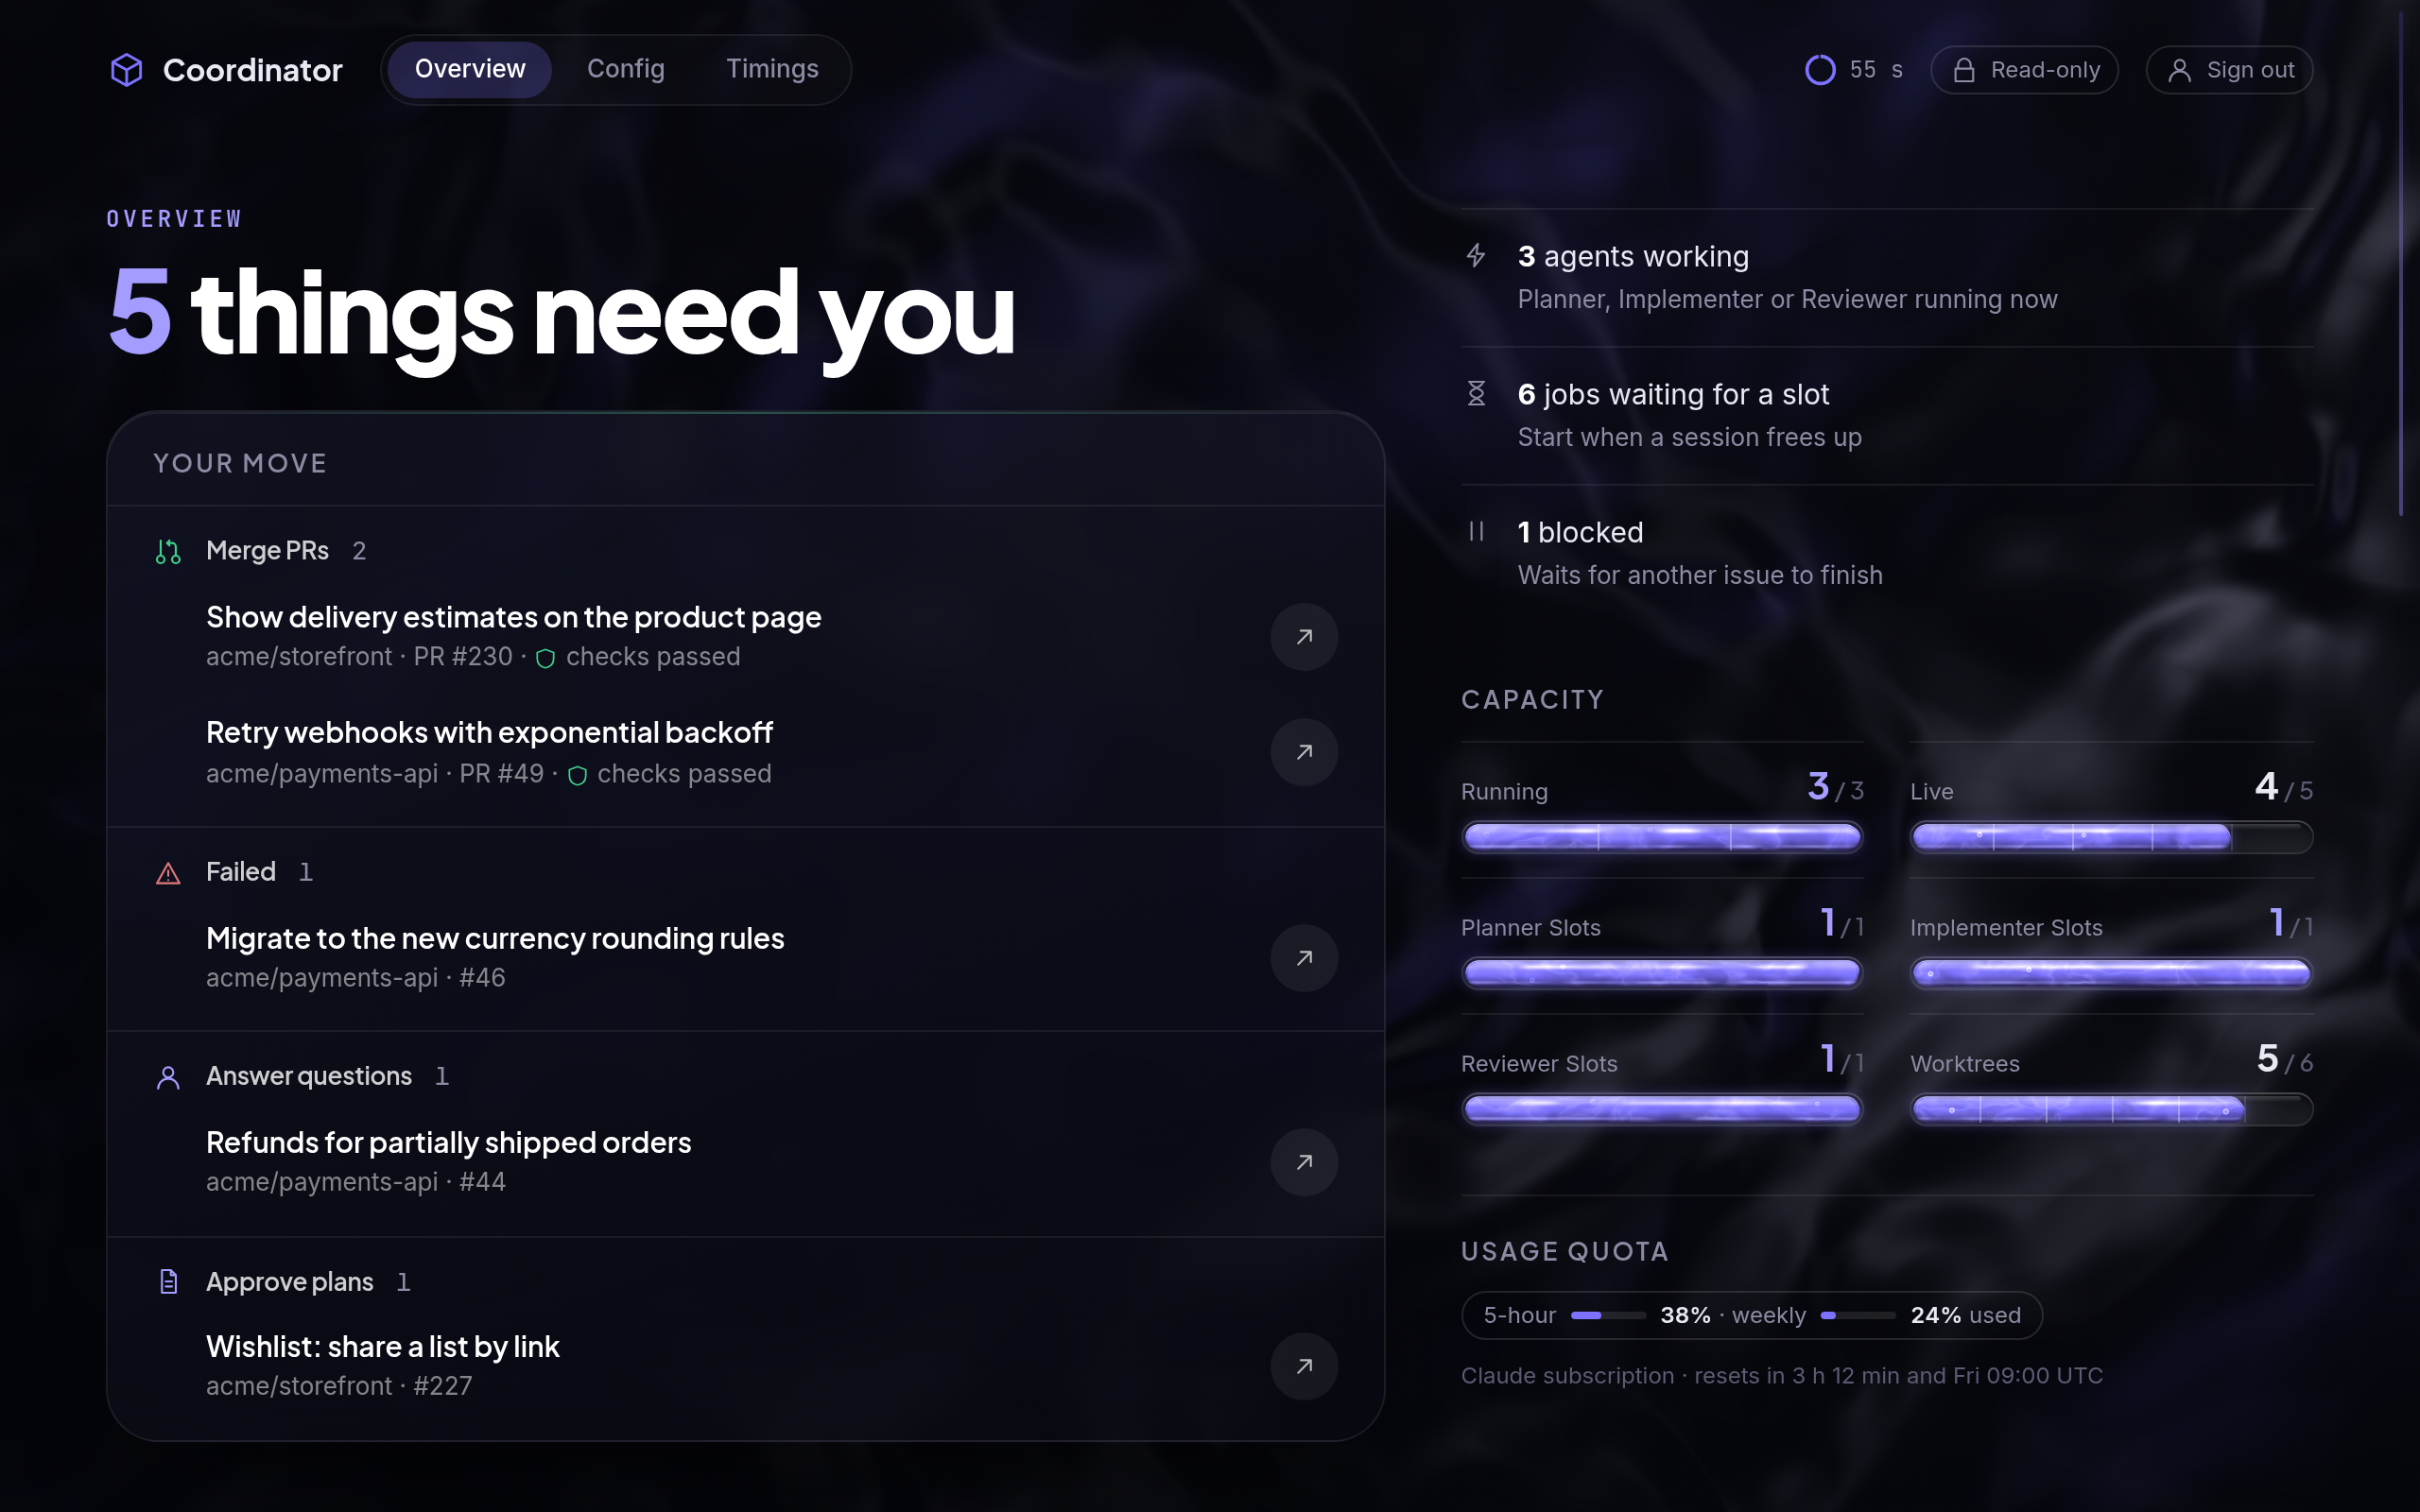 Coordinator
Overview
Config
Timings
55 s
Read-only
Sign out
OVERVIEW
5 things need you
YOUR MOVE
Merge PRs 2
Show delivery estimates on the product page
acme/storefront · PR #230 · checks passed
Retry webhooks with exponential backoff
acme/payments-api · PR #49 · checks passed
Failed 1
Migrate to the new currency rounding rules
acme/payments-api · #46
Answer questions 1
Refunds for partially shipped orders
acme/payments-api · #44
Approve plans 1
Wishlist: share a list by link
acme/storefront · #227
3 agents working
Planner, Implementer or Reviewer running now
6 jobs waiting for a slot
Start when a session frees up
1 blocked
Waits for another issue to finish
CAPACITY
Running 3 / 3
Live 4 / 5
Planner Slots 1 / 1
Implementer Slots 1 / 1
Reviewer Slots 1 / 1
Worktrees 5 / 6
USAGE QUOTA
5-hour 38% · weekly 24% used
Claude subscription · resets in 3 h 12 min and Fri 09:00 UTC